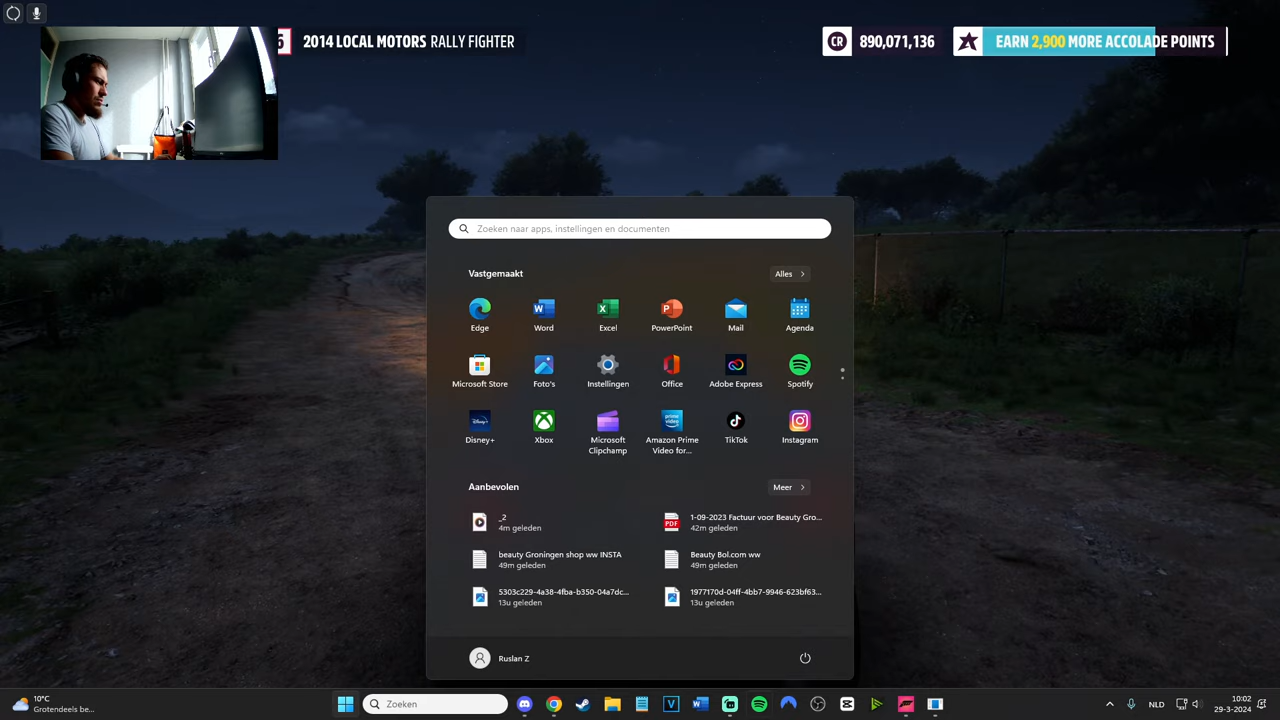 6 2014 LOCAL MOTORS RALLY FIGHTER
CR 890,071,136
EARN 2,900 MORE ACCOLADE POINTS
Zoeken naar apps, instellingen en documenten
Vastgemaakt
Alles
Edge
Word
Excel
PowerPoint
Mail
Agenda
Microsoft Store
Foto's
Instellingen
Office
Adobe Express
Spotify
Disney+
Xbox
Microsoft
Clipchamp
Amazon Prime
Video for...
TikTok
Instagram
Aanbevolen
Meer
_2
4m geleden
1-09-2023 Factuur voor Beauty Gro...
42m geleden
beauty Groningen shop ww INSTA
49m geleden
Beauty Bol.com ww
49m geleden
5303c229-4a38-4fba-b350-04a7dc...
13u geleden
1977170d-04ff-4bb7-9946-623bf63...
13u geleden
Ruslan Z
10°C
Grotendeels be...
Zoeken
NLD
10:02
29-3-2024